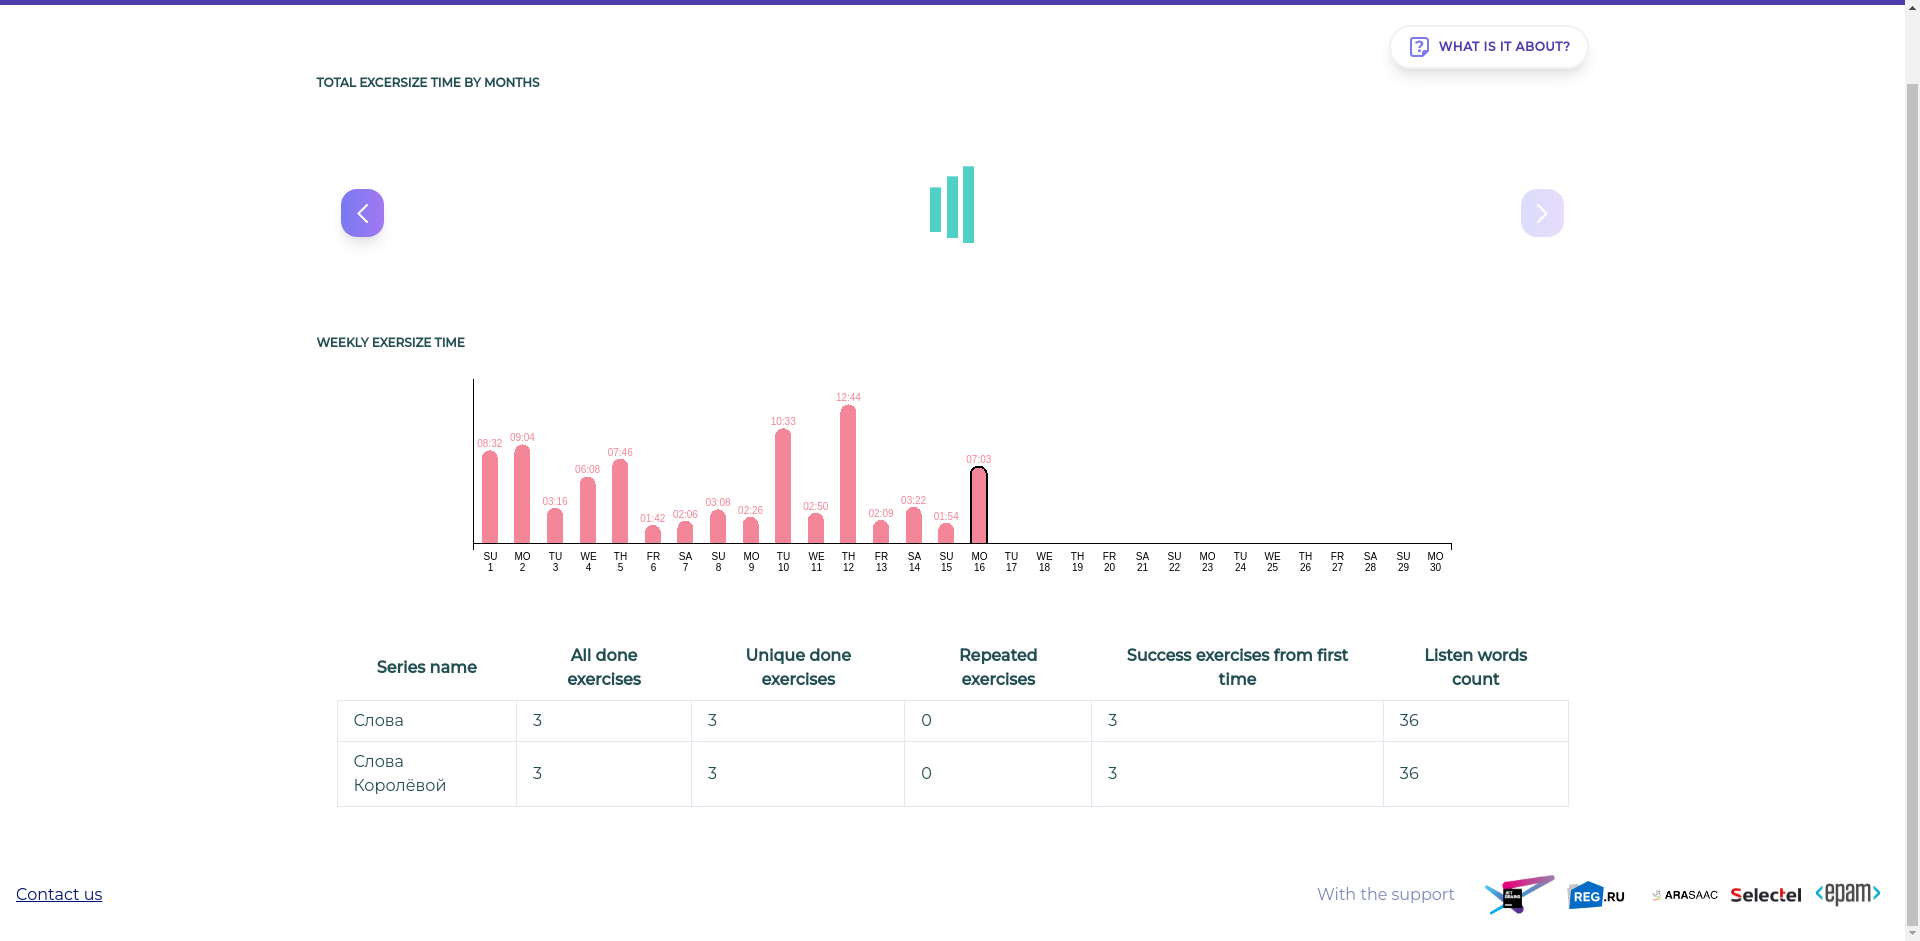 WHAT IS IT ABOUT?
TOTAL EXCERSIZE TIME BY MONTHS
WEEKLY EXERSIZE TIME
08:32 09:04 03:16 06:08 07:46 01:42 02:06 03:08 02:26 10:33 02:50 12:44 02:09 03:22 01:54 07:03
SU MO TU WE TH FR SA SU MO TU WE TH FR SA SU MO TU WE TH FR SA SU MO TU WE TH FR SA SU MO
1 2 3 4 5 6 7 8 9 10 11 12 13 14 15 16 17 18 19 20 21 22 23 24 25 26 27 28 29 30
Series name All done exercises Unique done exercises Repeated exercises Success exercises from first time Listen words count
Слова 3 3 0 3 36
Слова Королёвой 3 3 0 3 36
Contact us
With the support
JET BRAINS
REG.RU
ARASAAC
Selectel
<epam>